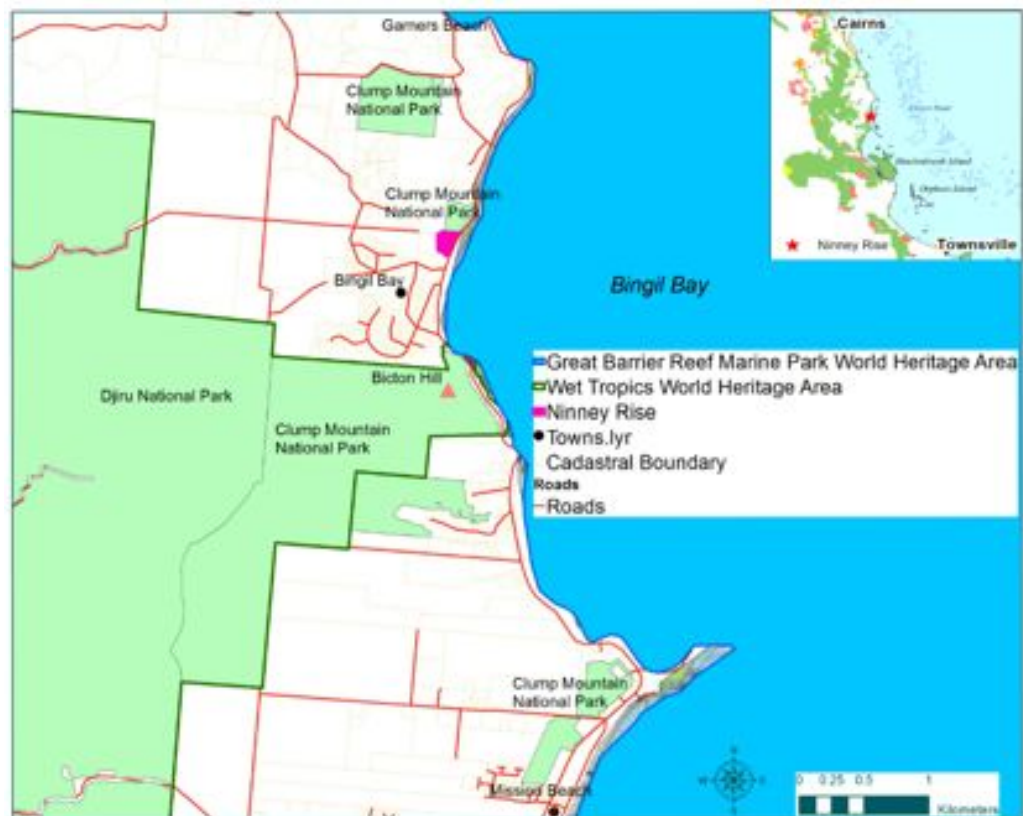 Garners Beach
Clump Mountain
National Park
Clump Mountain
National Park
Bingil Bay
Bicton Hill
Djiru National Park
Clump Mountain
National Park
Clump Mountain
National Park
Mission Beach
Bingil Bay
Cairns
Townsville
Ninney Rise
Great Barrier Reef Marine Park World Heritage Area
Wet Tropics World Heritage Area
Ninney Rise
Towns.lyr
Cadastral Boundary
Roads
Roads
0 0.25 0.5 1
Kilometers